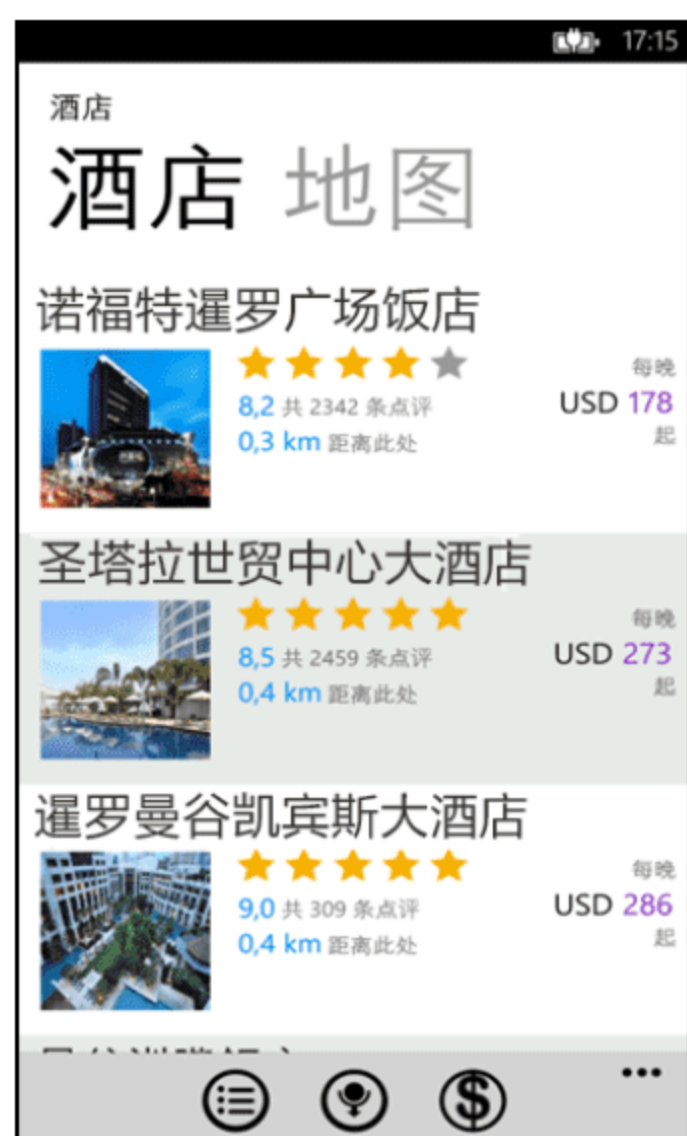 17:15
酒店
酒店 地图
诺福特暹罗广场饭店
每晚
8,2 共 2342 条点评
USD 178
0,3 km 距离此处
起
圣塔拉世贸中心大酒店
每晚
8,5 共 2459 条点评
USD 273
0,4 km 距离此处
起
暹罗曼谷凯宾斯大酒店
每晚
9,0 共 309 条点评
USD 286
0,4 km 距离此处
起